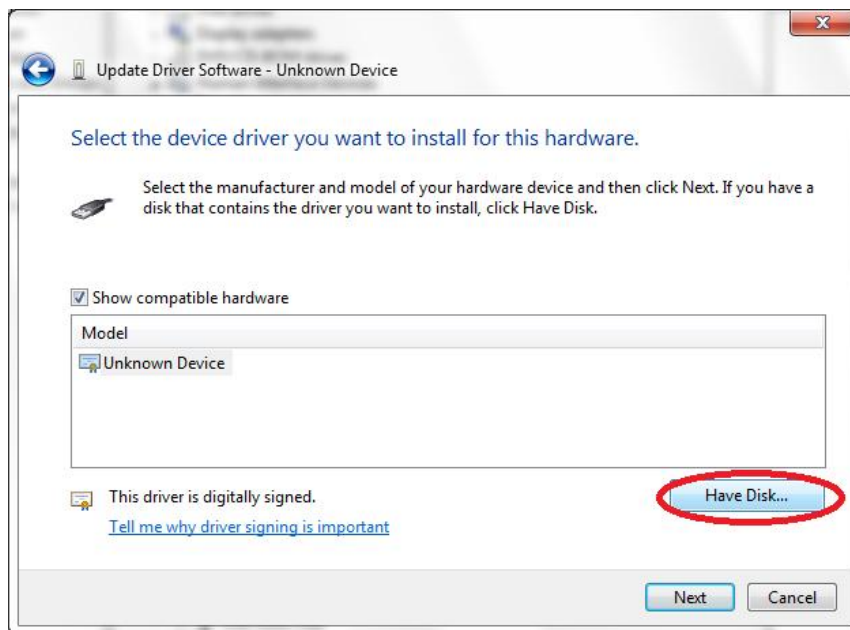 Display adapters
Update Driver Software - Unknown Device
Select the device driver you want to install for this hardware.
Select the manufacturer and model of your hardware device and then click Next. If you have a
disk that contains the driver you want to install, click Have Disk.
Show compatible hardware
Model
Unknown Device
This driver is digitally signed.
Have Disk...
Tell me why driver signing is important
Next
Cancel